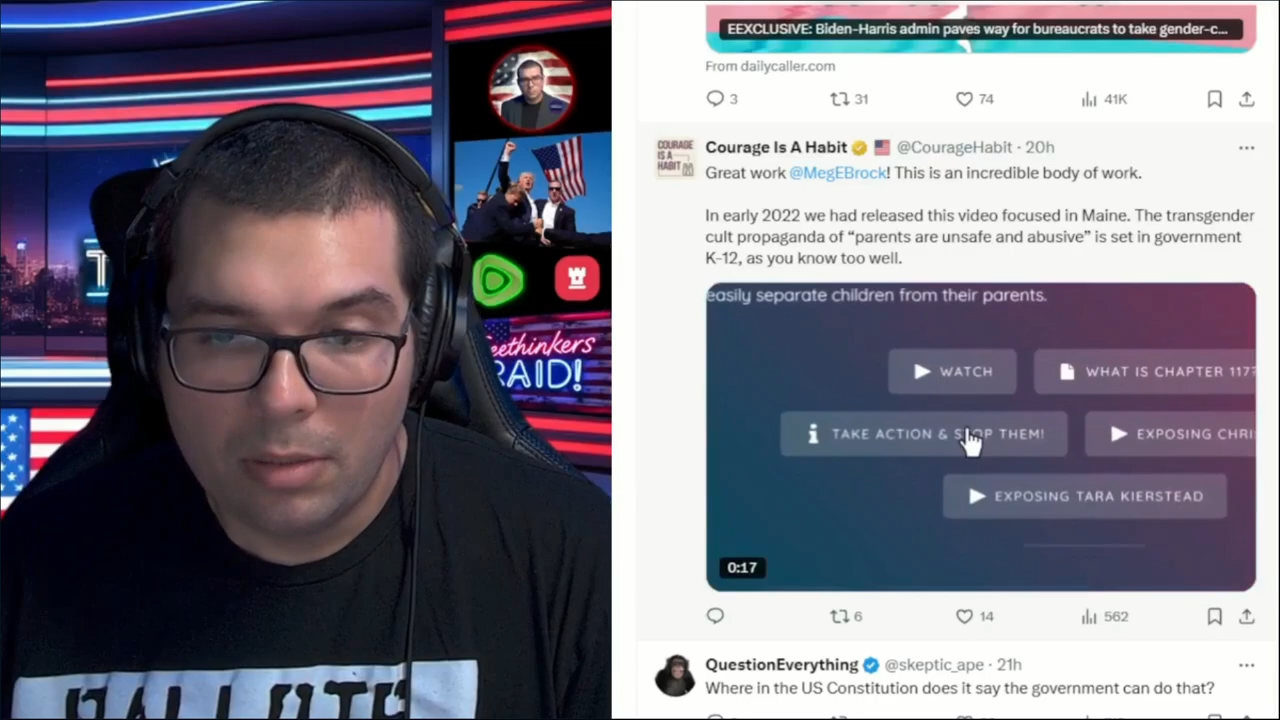 EEXCLUSIVE: Biden-Harris admin paves way for bureaucrats to take gender-c...
From dailycaller.com
3 31 74 41K
COURAGE IS A HABIT
Courage Is A Habit @CourageHabit · 20h
Great work @MegEBrock! This is an incredible body of work.
In early 2022 we had released this video focused in Maine. The transgender
cult propaganda of “parents are unsafe and abusive” is set in government
K-12, as you know too well.
easily separate children from their parents.
WATCH
WHAT IS CHAPTER 117?
TAKE ACTION & STOP THEM!
EXPOSING CHRI
EXPOSING TARA KIERSTEAD
0:17
6 14 562
QuestionEverything @skeptic_ape · 21h
Where in the US Constitution does it say the government can do that?
eethinkers
RAID!